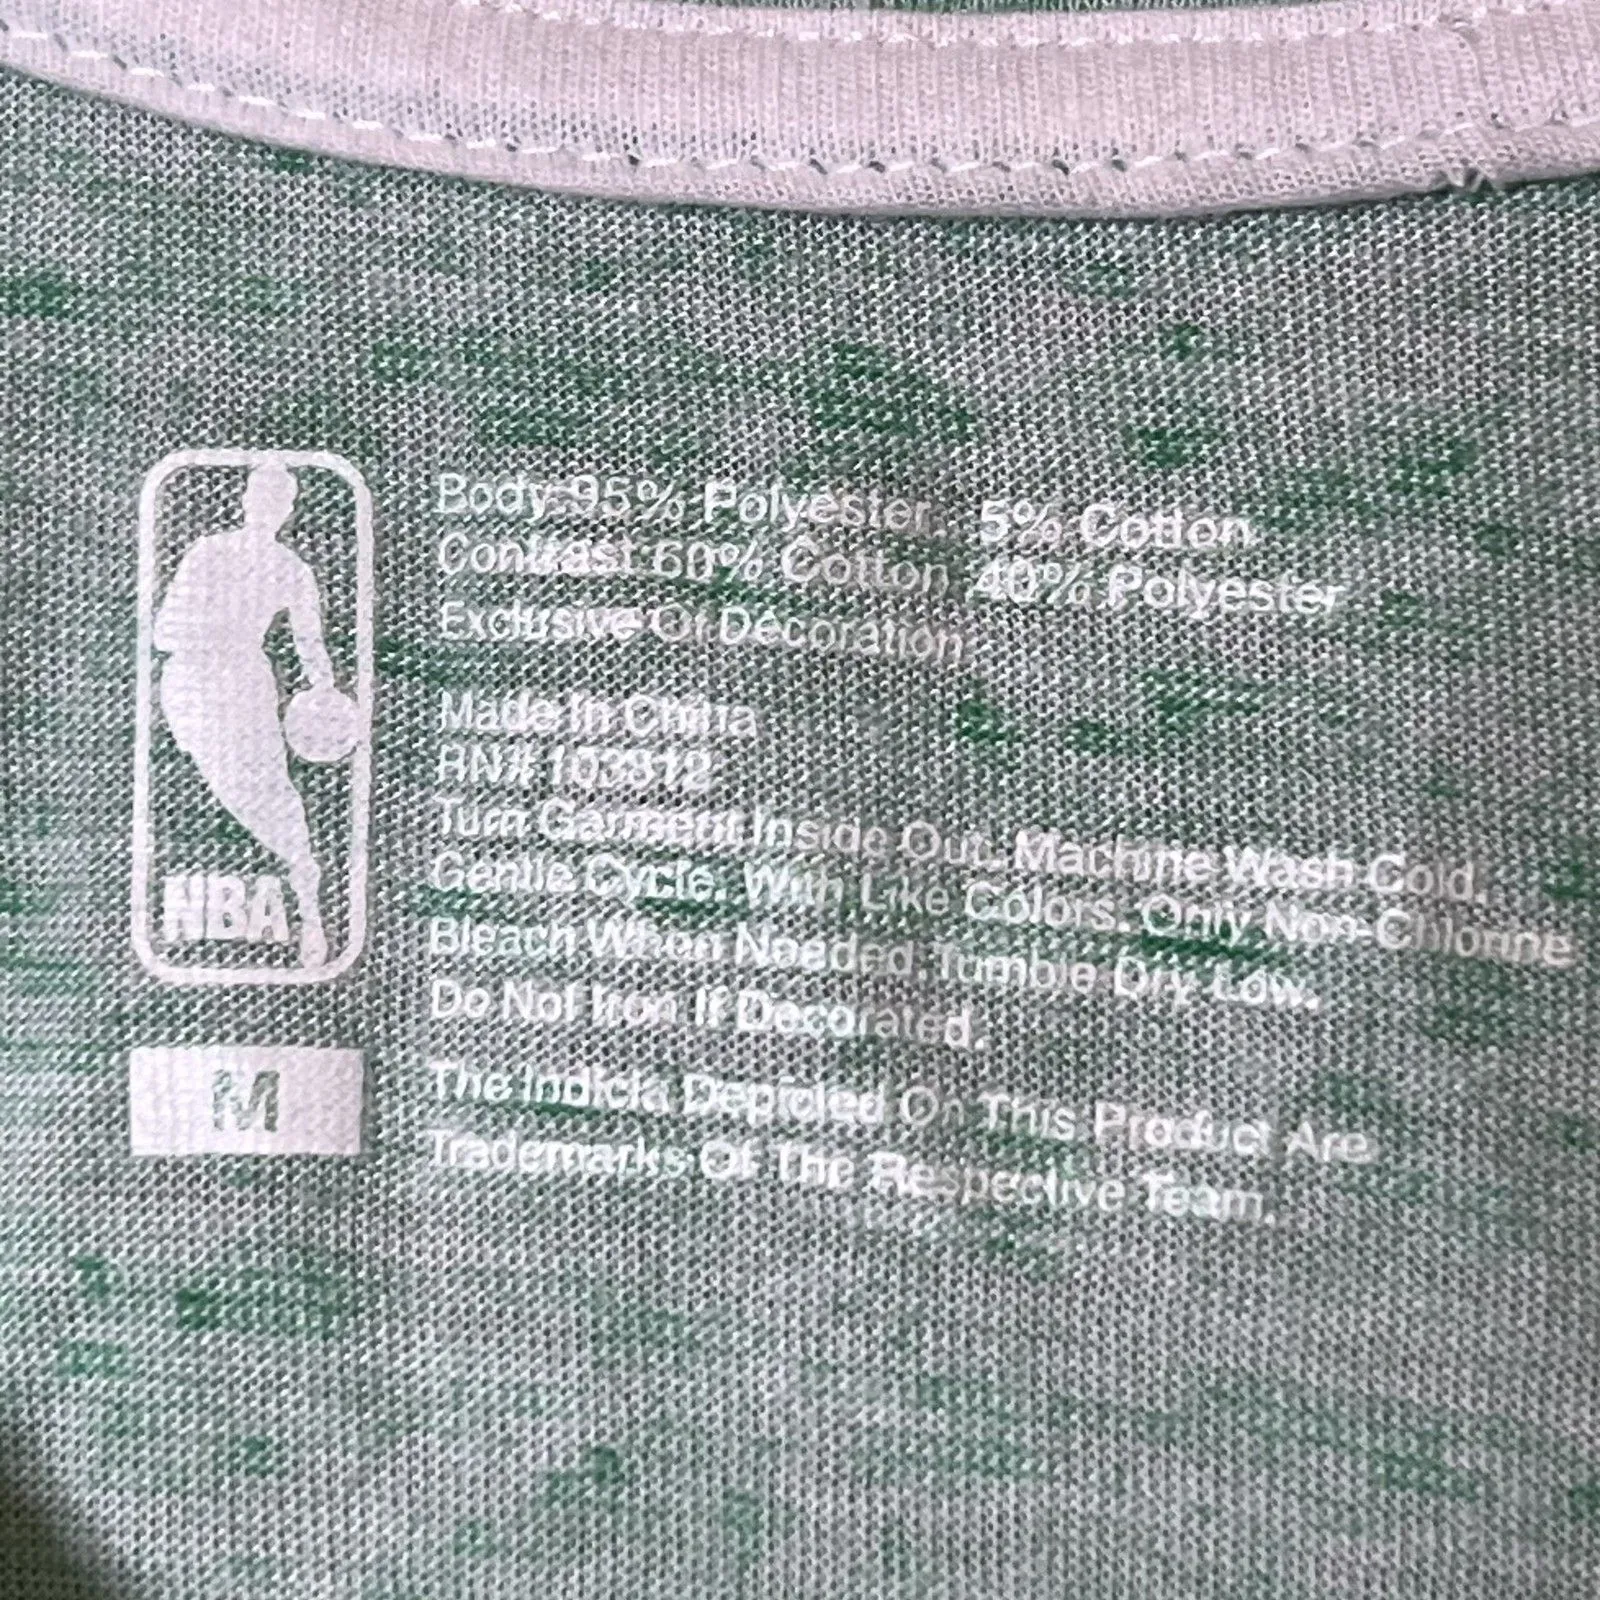 Body:95% Polyester, 5% Cotton.
Contrast:60% Cotton, 40% Polyester
Exclusive Of Decoration
Made In China
RN# 103312
Turn Garment Inside Out. Machine Wash Cold,
Gentle Cycle. With Like Colors. Only Non-Chlorine
Bleach When Needed. Tumble Dry Low.
Do Not Iron If Decorated.
The Indicia Depicted On This Product Are
Trademarks Of The Respective Team.
NBA
M